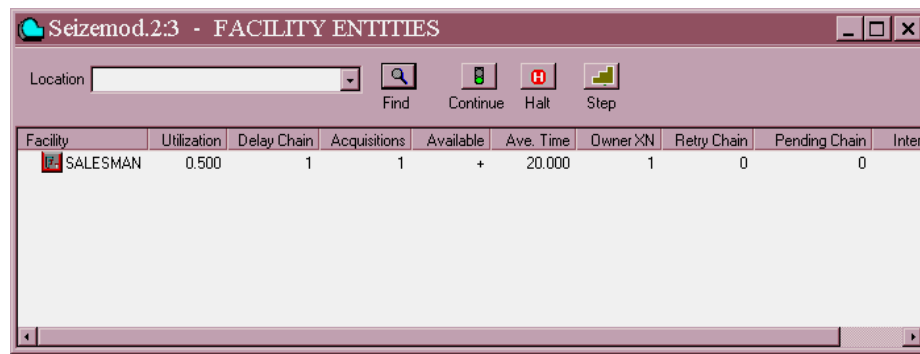 Seizemod.2:3 - FACILITY ENTITIES
Location
Find Continue Halt Step
Facility Utilization Delay Chain Acquisitions Available Ave. Time Owner XN Retry Chain Pending Chain Inter
SALESMAN 0.500 1 1 + 20.000 1 0 0